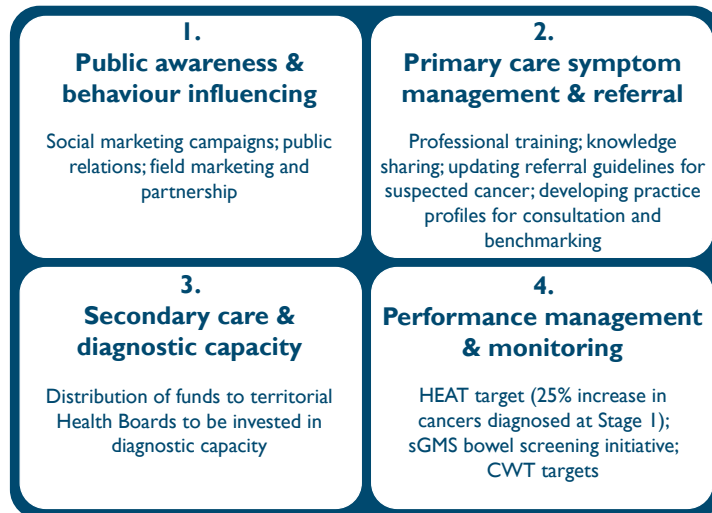 1.
Public awareness &
behaviour influencing
Social marketing campaigns; public
relations; field marketing and
partnership
2.
Primary care symptom
management & referral
Professional training; knowledge
sharing; updating referral guidelines for
suspected cancer; developing practice
profiles for consultation and
benchmarking
3.
Secondary care &
diagnostic capacity
Distribution of funds to territorial
Health Boards to be invested in
diagnostic capacity
4.
Performance management
& monitoring
HEAT target (25% increase in
cancers diagnosed at Stage 1);
sGMS bowel screening initiative;
CWT targets